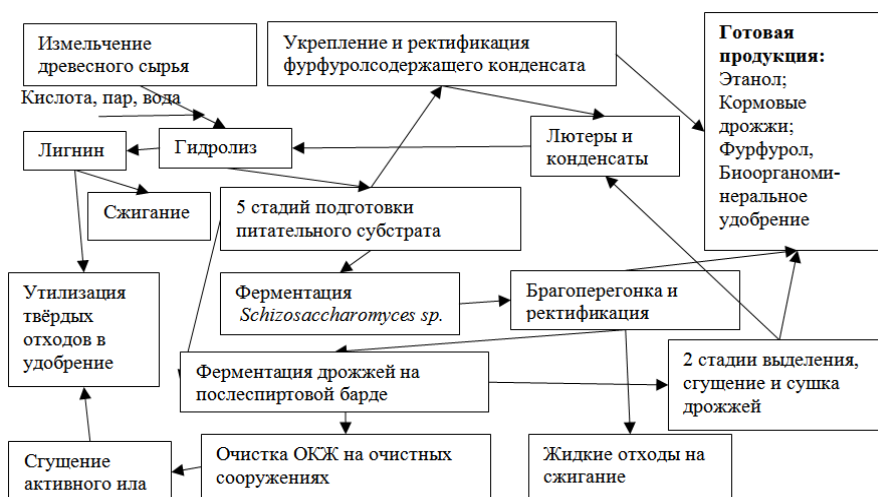 Измельчение
древесного сырья
Укрепление и ректификация
фурфуролсодержащего конденсата
Готовая
продукция:
Этанол;
Кормовые
дрожжи;
Фурфурол,
Биооргано­ми-
неральное
удобрение
Кислота, пар, вода
Лигнин
Гидролиз
Лютеры и
конденсаты
Сжигание
5 стадий подготовки
питательного субстрата
Утилизация
твёрдых
отходов в
удобрение
Ферментация
Schizosaccharomyces sp.
Брагоперегонка и
ректификация
Ферментация дрожжей на
послеспиртовой барде
2 стадии выделения,
сгущение и сушка
дрожжей
Сгущение
активного ила
Очистка ОКЖ на очистных
сооружениях
Жидкие отходы на
сжигание